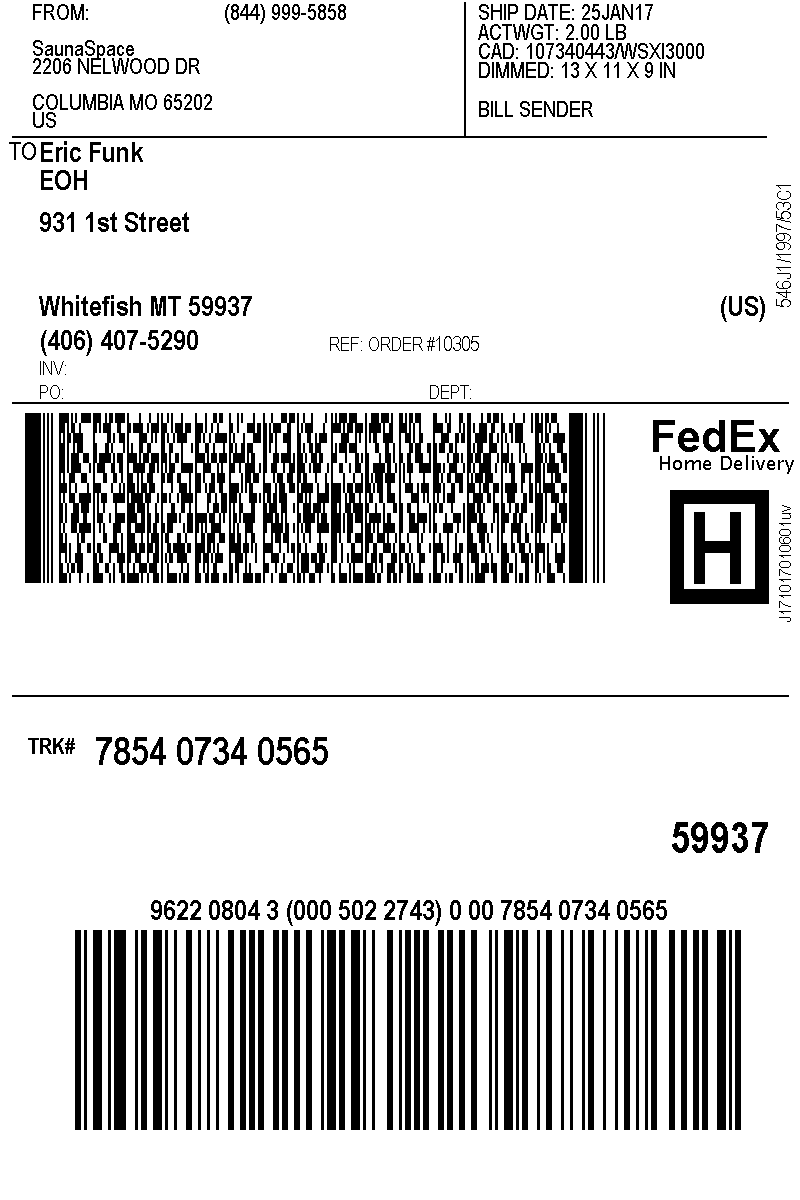 FROM: (844) 999-5858
SaunaSpace
2206 NELWOOD DR
COLUMBIA MO 65202
US
SHIP DATE: 25JAN17
ACTWGT: 2.00 LB
CAD: 107340443/WSXI3000
DIMMED: 13 X 11 X 9 IN
BILL SENDER
TO Eric Funk
EOH
931 1st Street
Whitefish MT 59937 (US)
(406) 407-5290 REF: ORDER #10305
INV:
PO: DEPT:
546J1/1997/53C1
FedEx
Home Delivery
H
J171017010601uv
TRK# 7854 0734 0565
59937
9622 0804 3 (000 502 2743) 0 00 7854 0734 0565